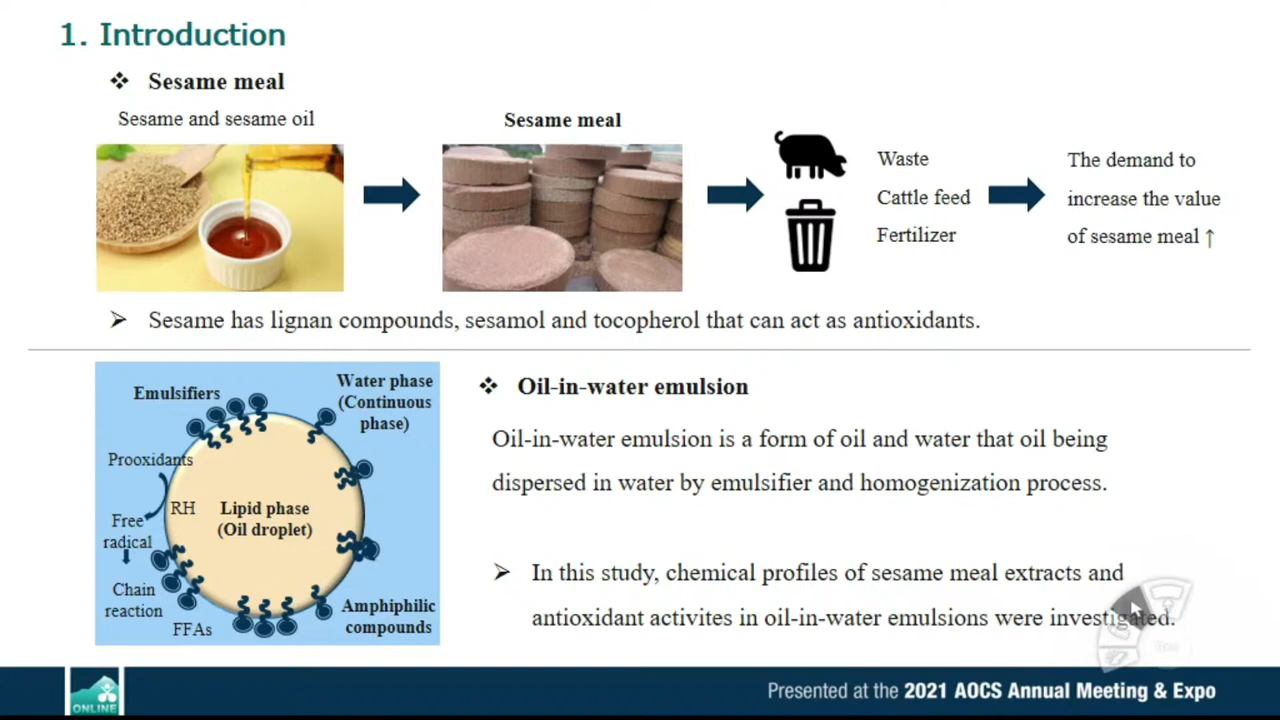 1. Introduction
❖ Sesame meal
Sesame and sesame oil
Sesame meal
Waste
Cattle feed
Fertilizer
The demand to
increase the value
of sesame meal ↑
➢ Sesame has lignan compounds, sesamol and tocopherol that can act as antioxidants.
Emulsifiers
Water phase
(Continuous
phase)
Prooxidants
RH
Lipid phase
(Oil droplet)
Free
radical
Chain
reaction
FFAs
Amphiphilic
compounds
❖ Oil-in-water emulsion
Oil-in-water emulsion is a form of oil and water that oil being
dispersed in water by emulsifier and homogenization process.
➢ In this study, chemical profiles of sesame meal extracts and
antioxidant activites in oil-in-water emulsions were investigated.
ONLINE
Presented at the 2021 AOCS Annual Meeting & Expo